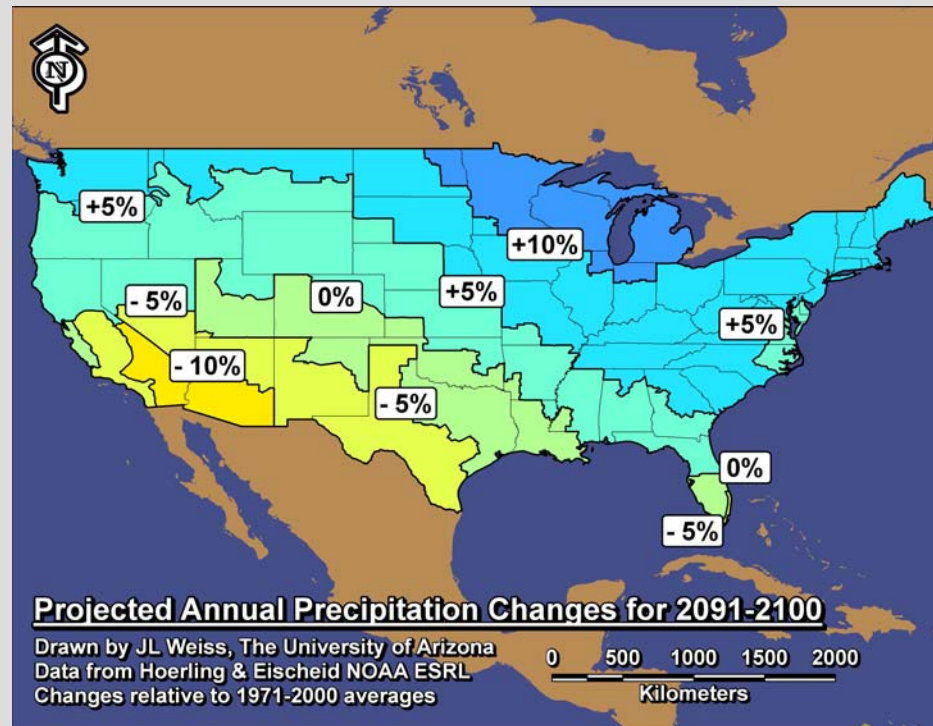 N
+5%
+10%
- 5%
0%
+5%
+5%
- 10%
- 5%
0%
- 5%
Projected Annual Precipitation Changes for 2091-2100
Drawn by JL Weiss, The University of Arizona
Data from Hoerling & Eischeid NOAA ESRL
Changes relative to 1971-2000 averages
0 500 1000 1500 2000
Kilometers